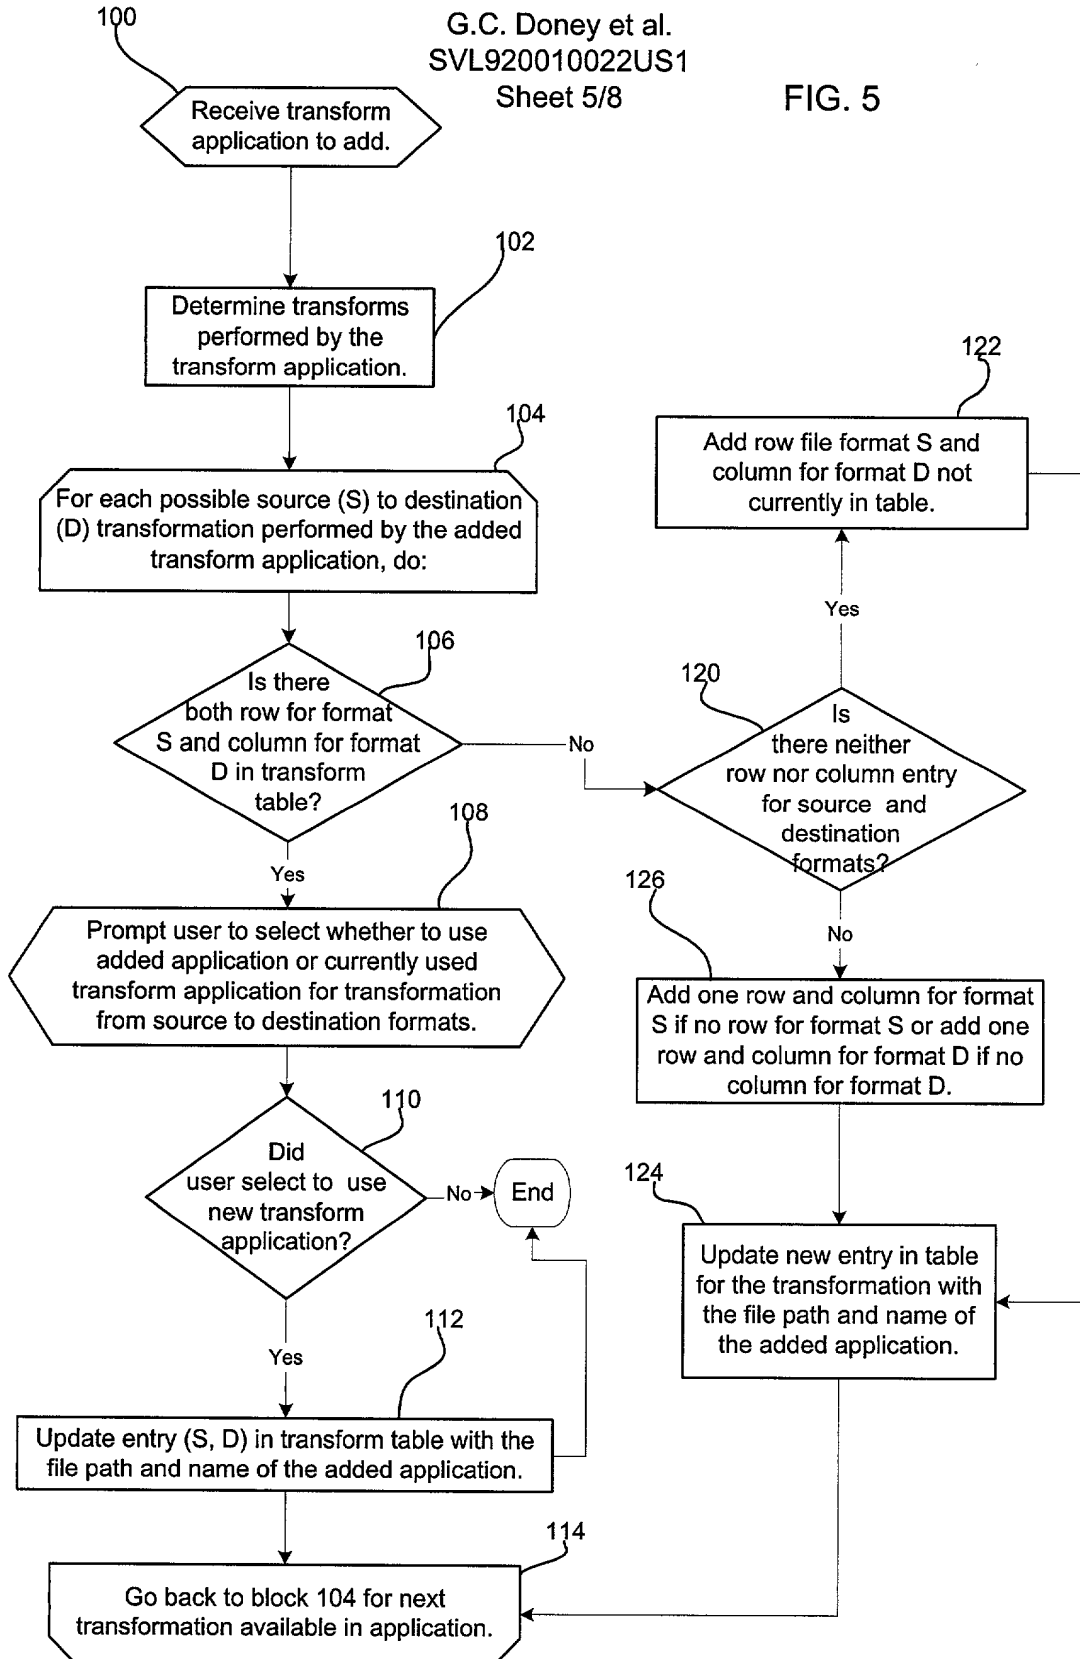 G.C. Doney et al.
SVL920010022US1
Sheet 5/8
FIG. 5
100
Receive transform
application to add.
102
Determine transforms
performed by the
transform application.
104
For each possible source (S) to destination
(D) transformation performed by the added
transform application, do:
106
Is there
both row for format
S and column for format
D in transform
table?
No
Yes
108
Prompt user to select whether to use
added application or currently used
transform application for transformation
from source to destination formats.
110
Did
user select to use
new transform
application?
No
End
Yes
112
Update entry (S, D) in transform table with the
file path and name of the added application.
114
Go back to block 104 for next
transformation available in application.
122
Add row file format S and
column for format D not
currently in table.
Yes
120
Is
there neither
row nor column entry
for source and
destination
formats?
No
126
Add one row and column for format
S if no row for format S or add one
row and column for format D if no
column for format D.
124
Update new entry in table
for the transformation with
the file path and name of
the added application.